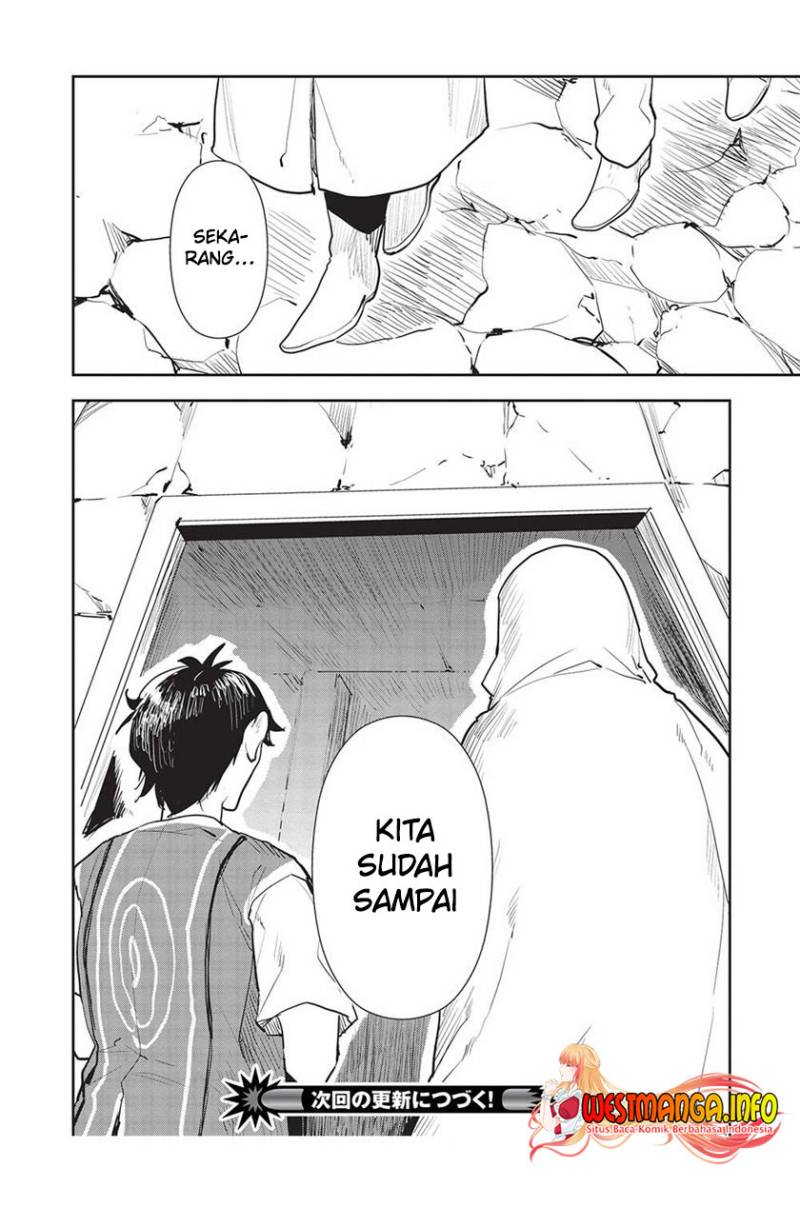 SEKA-
RANG...
KITA
SUDAH
SAMPAI
次回の更新につづく!
WESTMANGA.INFO
SITUS BACA KOMIK BERBAHASA INDONESIA